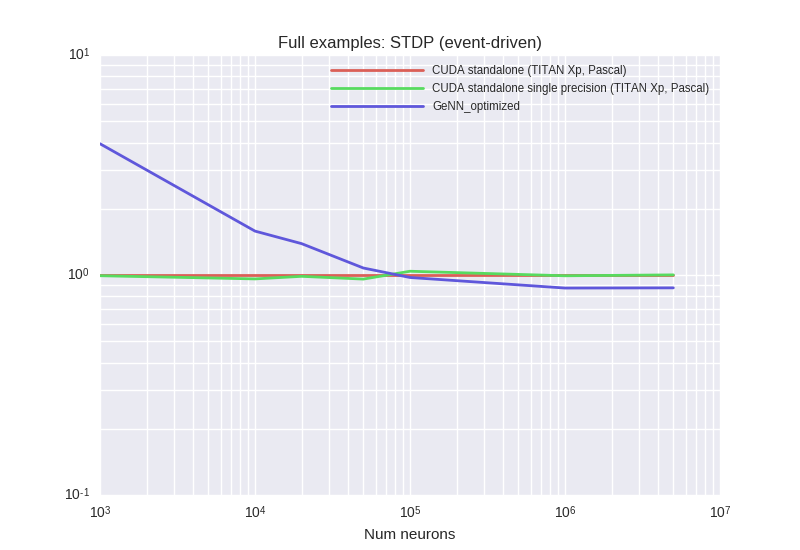 Full examples: STDP (event-driven)
10¹
CUDA standalone (TITAN Xp, Pascal)
CUDA standalone single precision (TITAN Xp, Pascal)
GeNN_optimized
10⁰
10⁻¹
10³ 10⁴ 10⁵ 10⁶ 10⁷
Num neurons